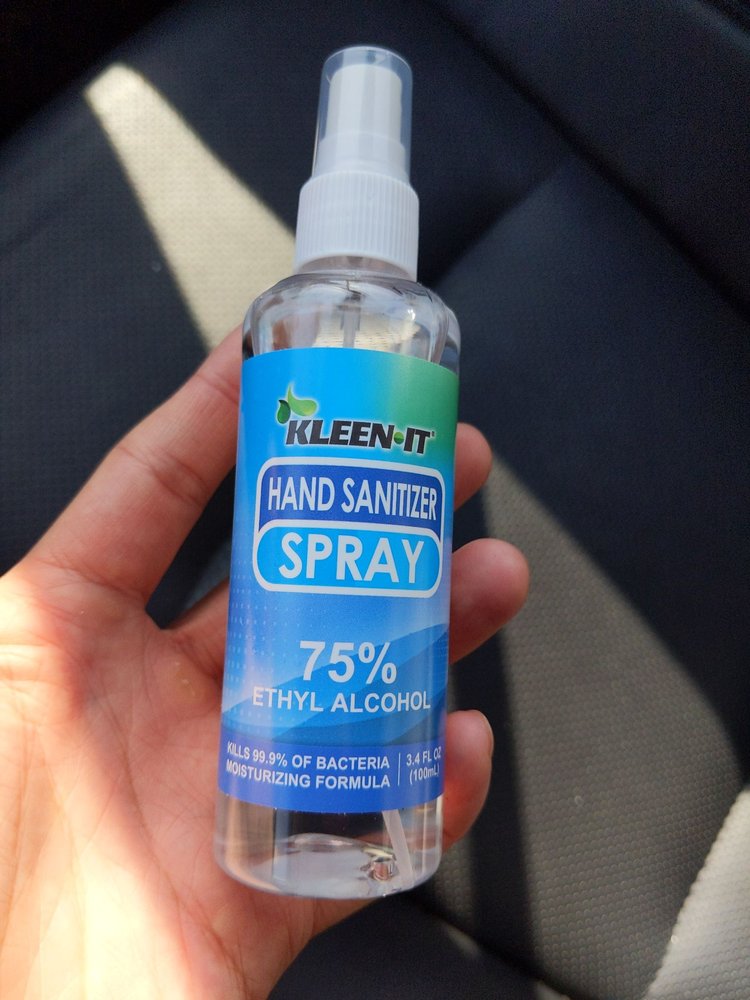 KLEEN•IT®
HAND SANITIZER
SPRAY
75%
ETHYL ALCOHOL
KILLS 99.9% OF BACTERIA
MOISTURIZING FORMULA
3.4 FL OZ
(100mL)